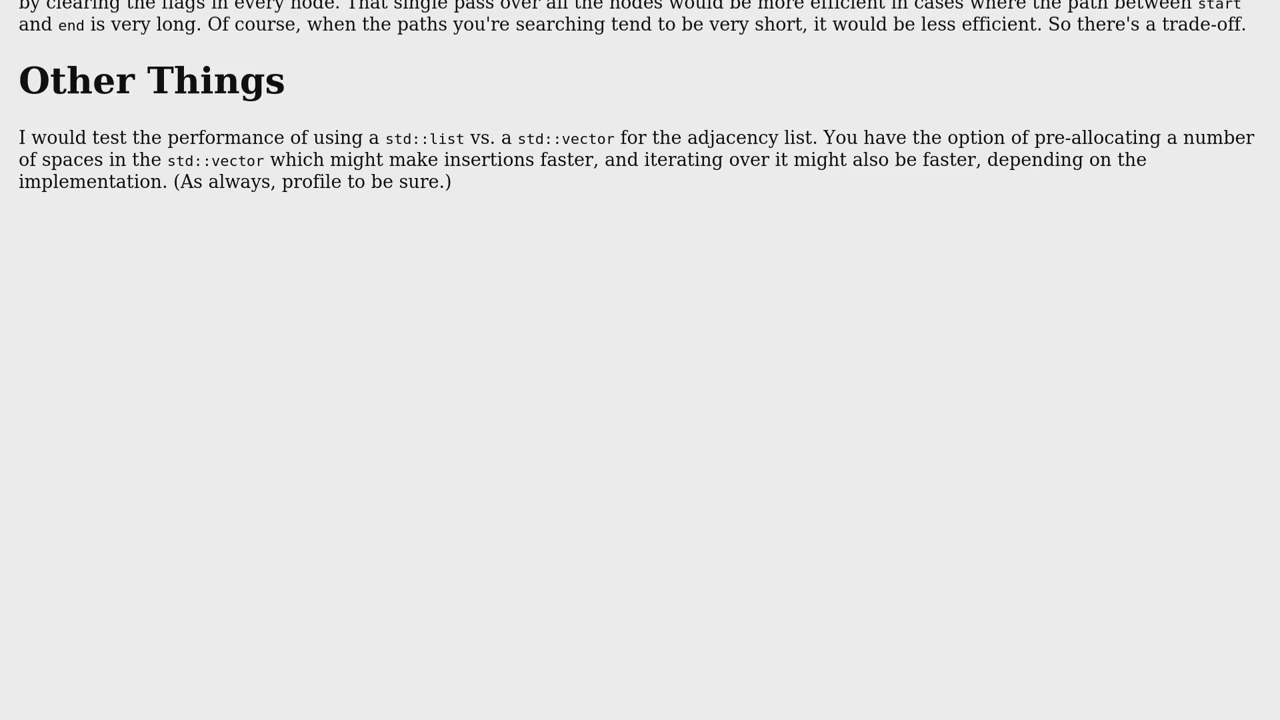 by clearing the flags in every node. That single pass over all the nodes would be more efficient in cases where the path between start
and end is very long. Of course, when the paths you're searching tend to be very short, it would be less efficient. So there's a trade-off.
Other Things
I would test the performance of using a std::list vs. a std::vector for the adjacency list. You have the option of pre-allocating a number
of spaces in the std::vector which might make insertions faster, and iterating over it might also be faster, depending on the
implementation. (As always, profile to be sure.)